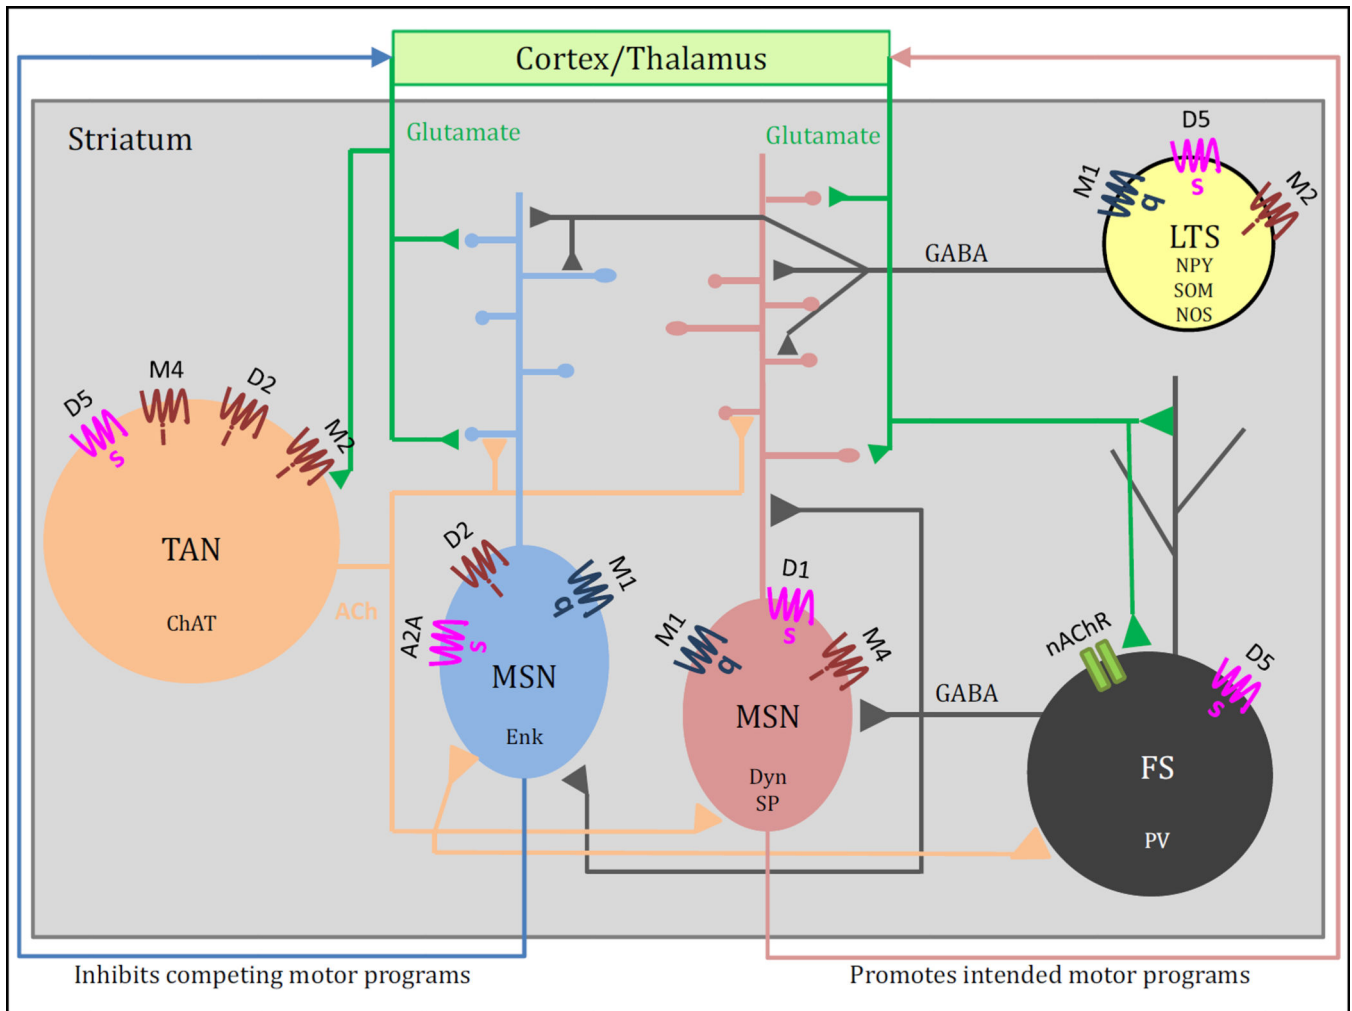 Cortex/Thalamus
Striatum
Glutamate
Glutamate
D5
M1
s
q
M2
i
LTS
NPY
SOM
NOS
GABA
D5
s
M4
i
D2
i
M2
i
TAN
ChAT
ACh
D2
i
M1
q
A2A
s
MSN
Enk
D1
s
M1
q
M4
i
MSN
Dyn
SP
GABA
nAChR
D5
s
FS
PV
Inhibits competing motor programs
Promotes intended motor programs